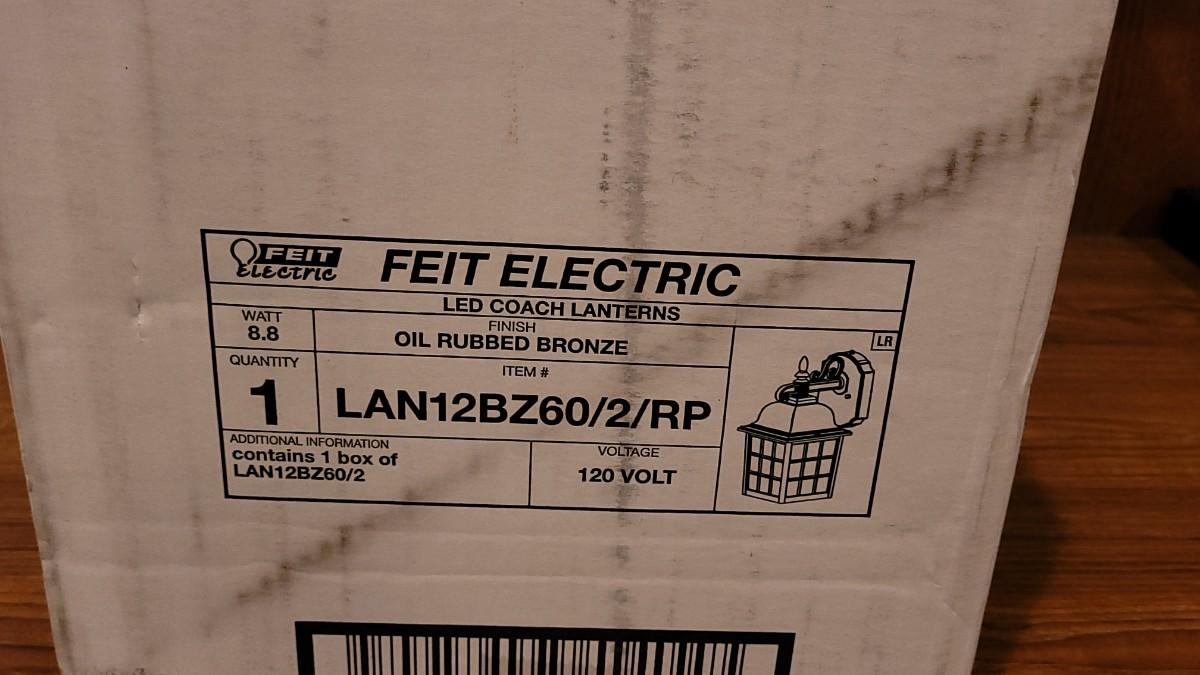 FEIT
Electric
FEIT ELECTRIC
LED COACH LANTERNS
WATT
8.8
FINISH
OIL RUBBED BRONZE
LR
QUANTITY
1
ITEM #
LAN12BZ60/2/RP
ADDITIONAL INFORMATION
contains 1 box of
LAN12BZ60/2
VOLTAGE
120 VOLT